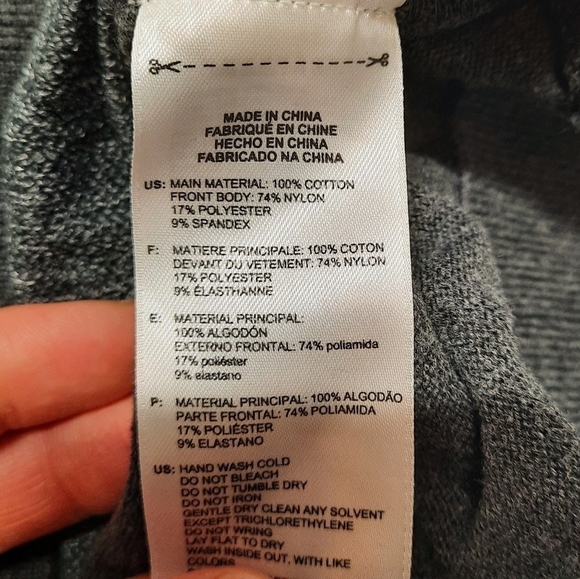 MADE IN CHINA
FABRIQUÉ EN CHINE
HECHO EN CHINA
FABRICADO NA CHINA
US: MAIN MATERIAL: 100% COTTON
FRONT BODY: 74% NYLON
17% POLYESTER
9% SPANDEX
F: MATIERE PRINCIPALE: 100% COTON
DEVANT DU VETEMENT: 74% NYLON
17% POLYESTER
9% ÉLASTHANNE
E: MATERIAL PRINCIPAL:
100% ALGODÓN
EXTERNO FRONTAL: 74% poliamida
17% poliéster
9% elastano
P: MATERIAL PRINCIPAL: 100% ALGODÃO
PARTE FRONTAL: 74% POLIAMIDA
17% POLIÉSTER
9% ELASTANO
US: HAND WASH COLD
DO NOT BLEACH
DO NOT TUMBLE DRY
DO NOT IRON
GENTLE DRY CLEAN ANY SOLVENT
EXCEPT TRICHLORETHYLENE
DO NOT WRING
LAY FLAT TO DRY
WASH INSIDE OUT, WITH LIKE
COLORS